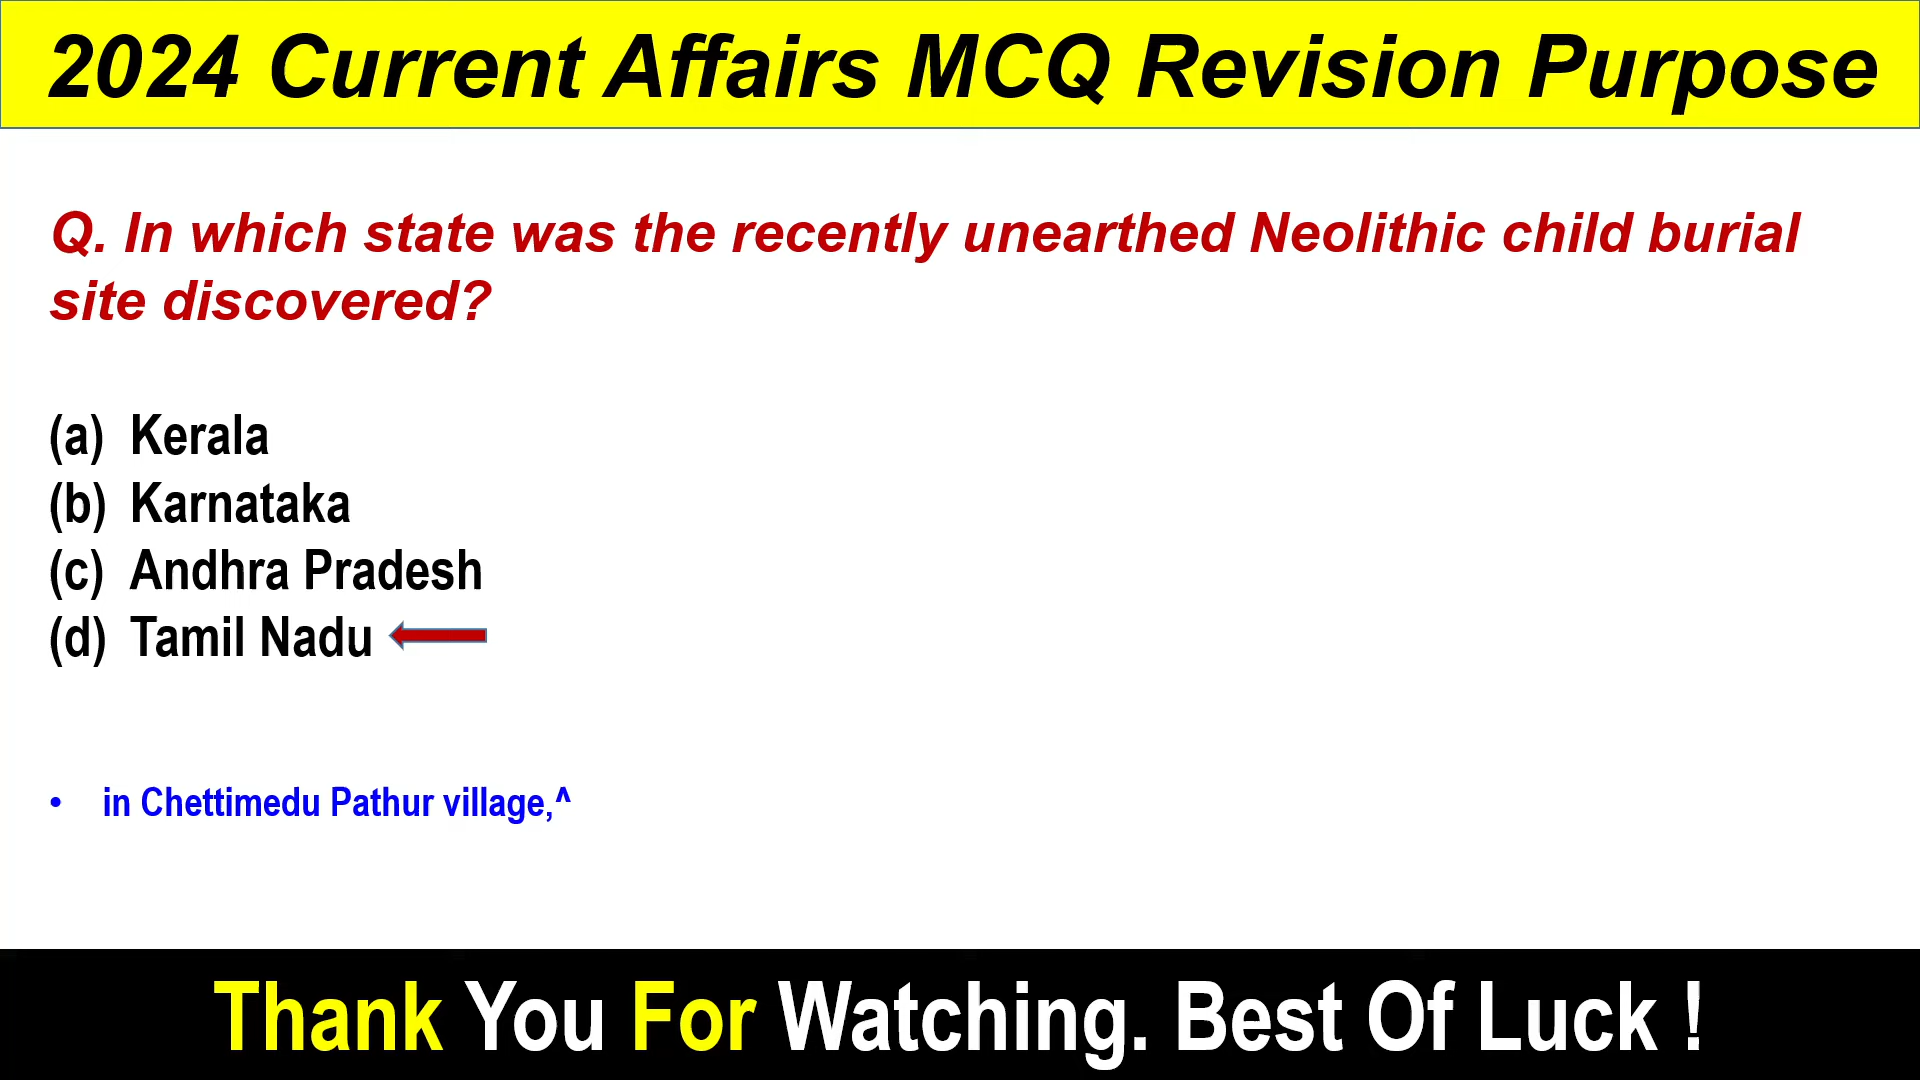 2024 Current Affairs MCQ Revision Purpose
Q. In which state was the recently unearthed Neolithic child burial
site discovered?
(a) Kerala
(b) Karnataka
(c) Andhra Pradesh
(d) Tamil Nadu
• in Chettimedu Pathur village,^
Thank You For Watching. Best Of Luck !